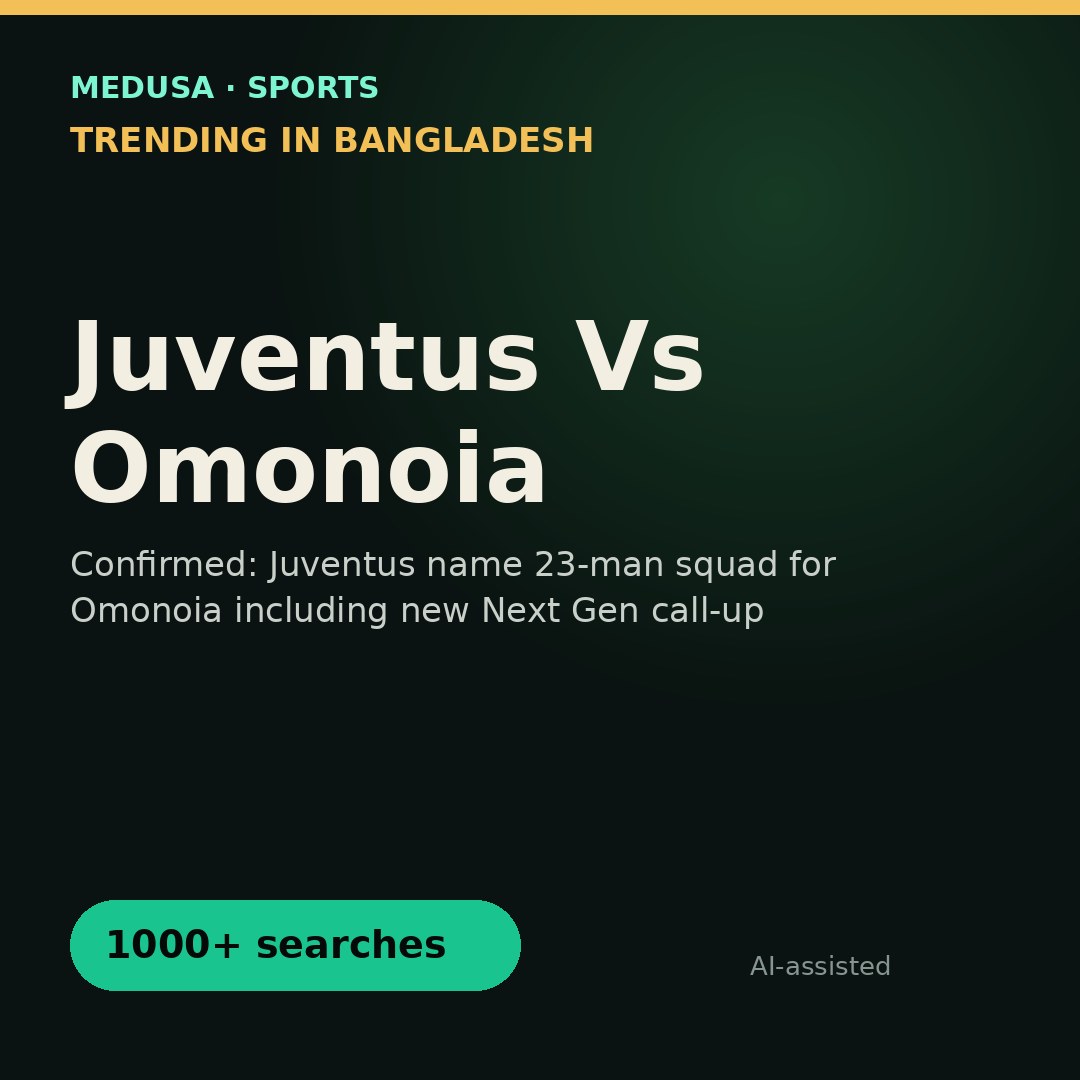 MEDUSA · SPORTS
TRENDING IN BANGLADESH
Juventus Vs
Omonoia
Confirmed: Juventus name 23-man squad for
Omonoia including new Next Gen call-up
1000+ searches
AI-assisted